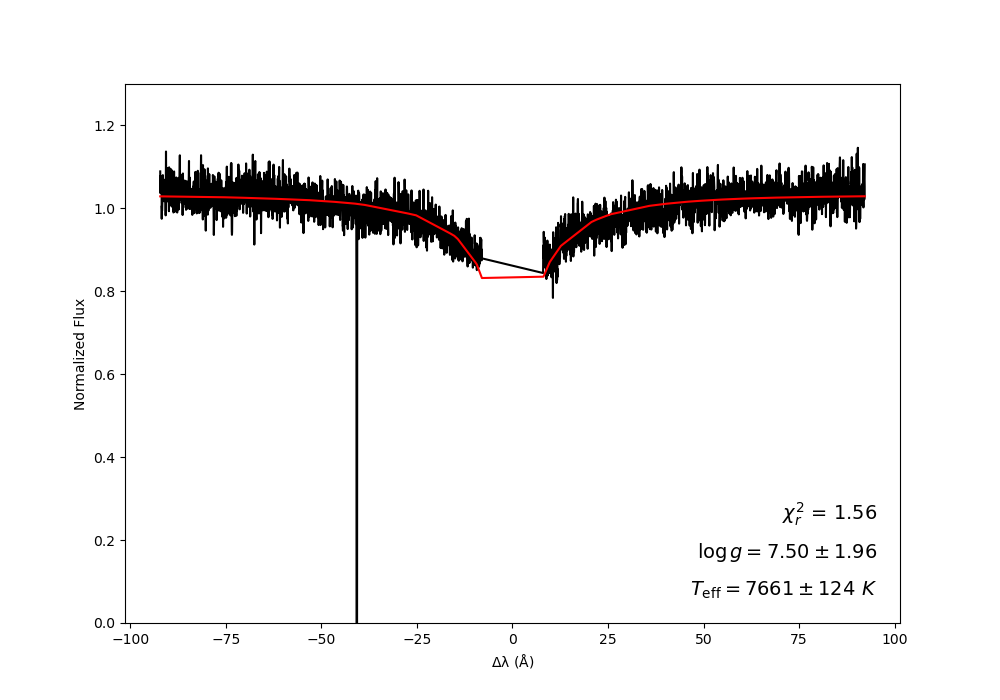 1.2
1.0
0.8
0.6
0.4
0.2
0.0
Normalized Flux
χ²ᵣ = 1.56
log g = 7.50 ± 1.96
T_eff = 7661 ± 124 K
−100 −75 −50 −25 0 25 50 75 100
Δλ (Å)